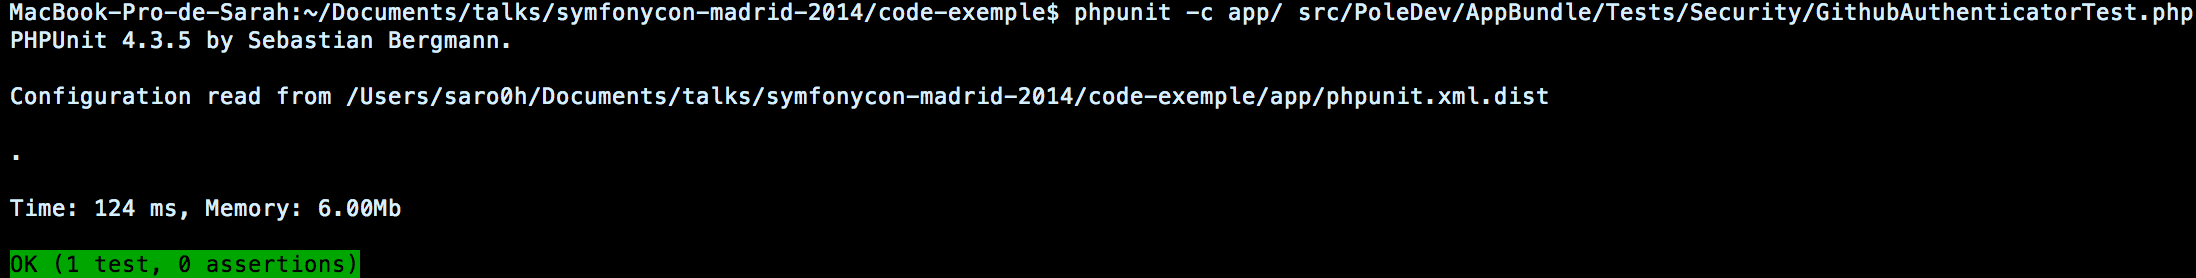 MacBook-Pro-de-Sarah:~/Documents/talks/symfonycon-madrid-2014/code-exemple$ phpunit -c app/ src/PoleDev/AppBundle/Tests/Security/GithubAuthenticatorTest.php
PHPUnit 4.3.5 by Sebastian Bergmann.
Configuration read from /Users/saro0h/Documents/talks/symfonycon-madrid-2014/code-exemple/app/phpunit.xml.dist
.
Time: 124 ms, Memory: 6.00Mb
OK (1 test, 0 assertions)